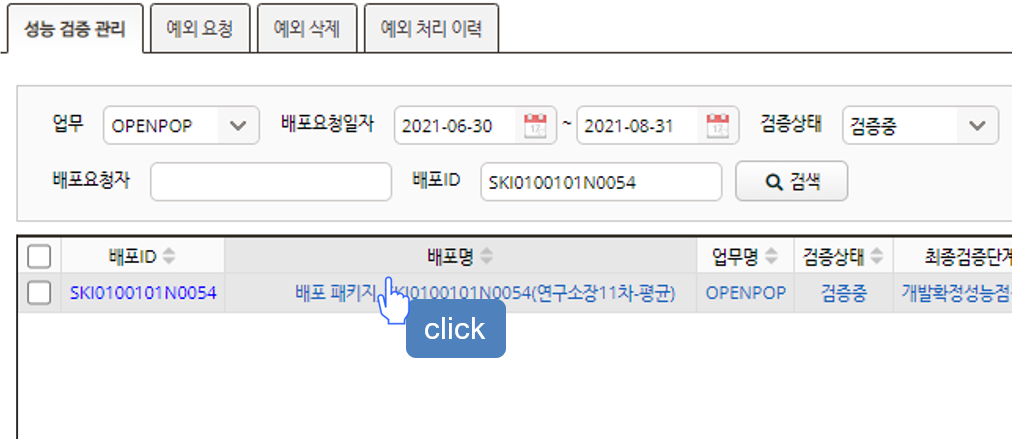 성능 검증 관리 예외 요청 예외 삭제 예외 처리 이력
업무 OPENPOP 배포요청일자 2021-06-30 ~ 2021-08-31 검증상태 검증중
배포요청자 배포ID SKI0100101N0054 검색
배포ID 배포명 업무명 검증상태 최종검증단계
SKI0100101N0054 배포 패키지 KI0100101N0054(연구소장11차-평균) OPENPOP 검증중 개발확정성능점
click